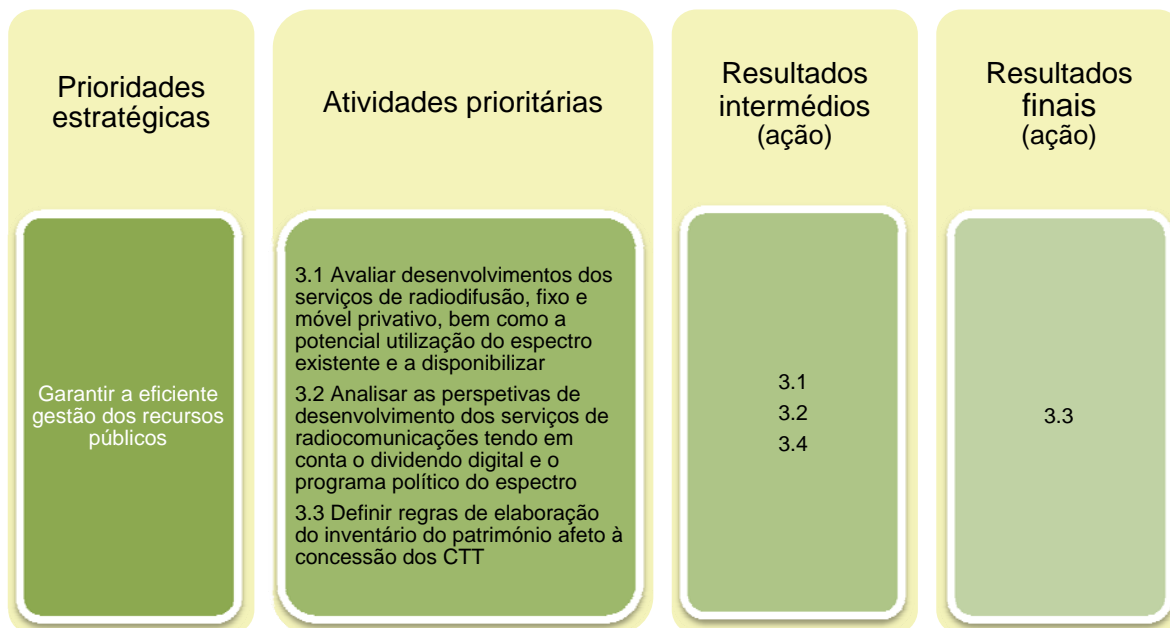 Prioridades
estratégicas
Atividades prioritárias
Resultados
intermédios
(ação)
Resultados
finais
(ação)
Garantir a eficiente
gestão dos recursos
públicos
3.1 Avaliar desenvolvimentos dos
serviços de radiodifusão, fixo e
móvel privativo, bem como a
potencial utilização do espectro
existente e a disponibilizar
3.2 Analisar as perspetivas de
desenvolvimento dos serviços de
radiocomunicações tendo em
conta o dividendo digital e o
programa político do espectro
3.3 Definir regras de elaboração
do inventário do património afeto à
concessão dos CTT
3.1
3.2
3.4
3.3